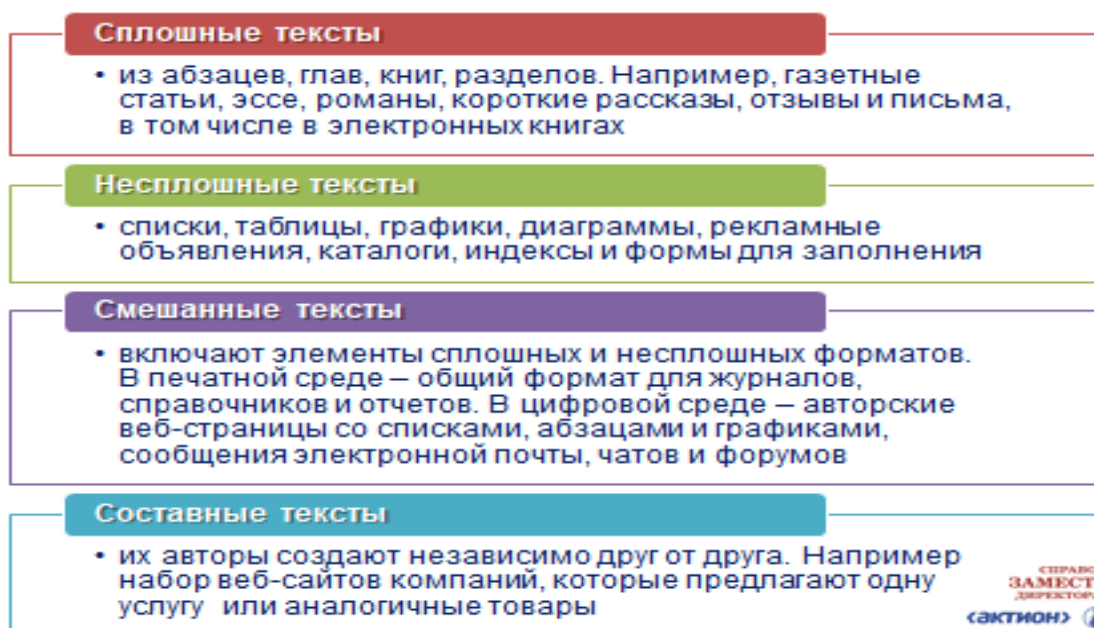 Сплошные тексты
• из абзацев, глав, книг, разделов. Например, газетные
статьи, эссе, романы, короткие рассказы, отзывы и письма,
в том числе в электронных книгах
Несплошные тексты
• списки, таблицы, графики, диаграммы, рекламные
объявления, каталоги, индексы и формы для заполнения
Смешанные тексты
• включают элементы сплошных и несплошных форматов.
В печатной среде – общий формат для журналов,
справочников и отчетов. В цифровой среде – авторские
веб-страницы со списками, абзацами и графиками,
сообщения электронной почты, чатов и форумов
Составные тексты
• их авторы создают независимо друг от друга. Например
набор веб-сайтов компаний, которые предлагают одну
услугу или аналогичные товары
ДИРЕКТОРА
‹актион›